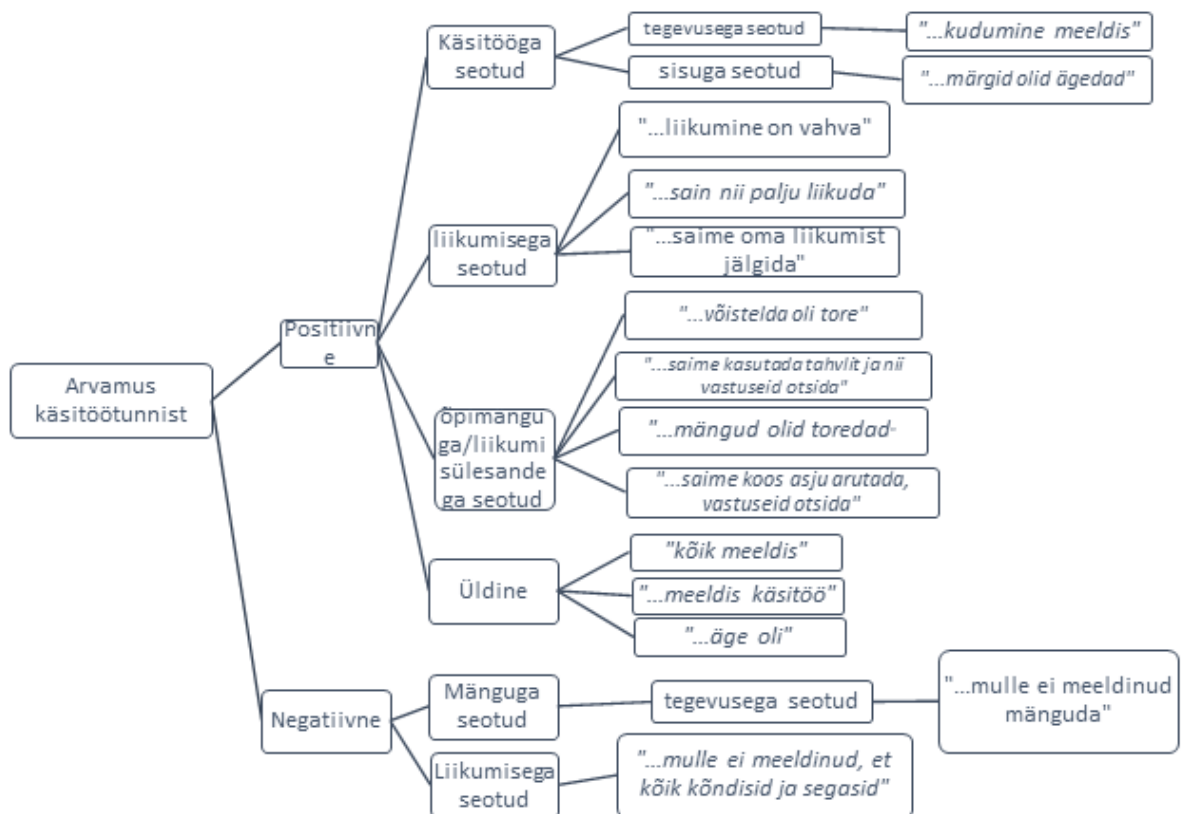 Arvamus
käsitöötunnist
Positiivn
e
Käsitööga
seotud
tegevusega seotud
"...kudumine meeldis"
sisuga seotud
"...märgid olid ägedad"
liikumisega
seotud
"...liikumine on vahva"
"...sain nii palju liikuda"
"...saime oma liikumist
jälgida"
õpimängu
ga/liikumi
sülesande
ga seotud
"...võistelda oli tore"
"...saime kasutada tahvlit ja nii
vastuseid otsida"
"...mängud olid toredad-
"...saime koos asju arutada,
vastuseid otsida"
Üldine
"kõik meeldis"
"...meeldis käsitöö"
"...äge oli"
Negatiivne
Mänguga
seotud
tegevusega seotud
"...mulle ei meeldinud
mänguda"
Liikumisega
seotud
"...mulle ei meeldinud, et
kõik kõndisid ja segasid"